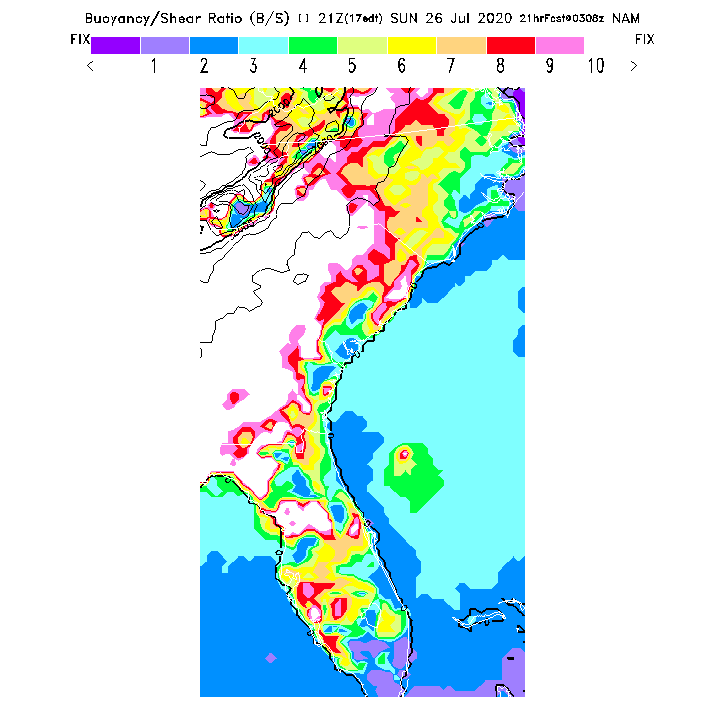 Buoyancy/Shear Ratio (B/S) [] 21Z(17edt) SUN 26 Jul 2020 21hrFcst@0308z NAM
FIX FIX
< 1 2 3 4 5 6 7 8 9 10 >